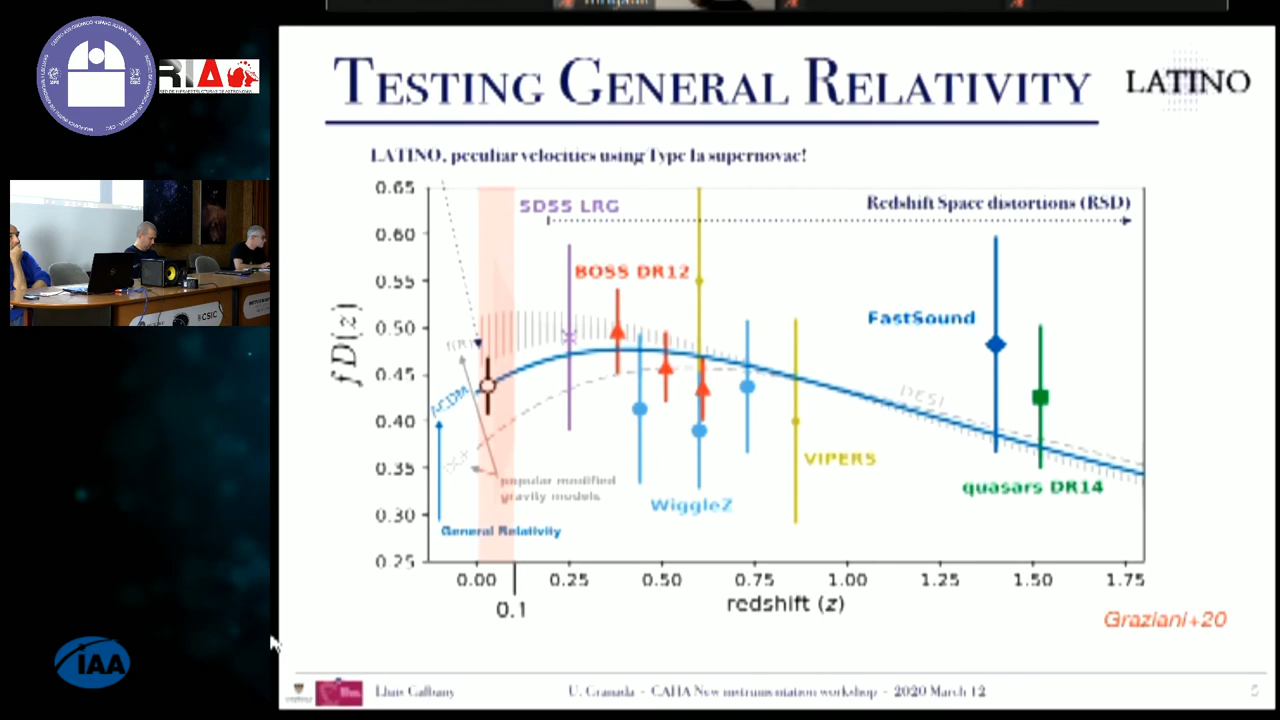 TESTING GENERAL RELATIVITY
LATINO
LATINO, peculiar velocities using Type Ia supernovae!
0.65
0.60
0.55
0.50
0.45
0.40
0.35
0.30
0.25
fD(z)
SDSS LRG
Redshift Space distortions (RSD)
BOSS DR12
FastSound
f(R)
ΛCDM
DESI
VIPERS
popular modified
gravity models
WiggleZ
quasars DR14
General Relativity
0.00
0.25
0.50
0.75
1.00
1.25
1.50
1.75
0.1
redshift (z)
Graziani+20
Lluís Galbany
U. Granada - CAHA New instrumentation workshop - 2020 March 12
5
RIA
CSIC
IAA